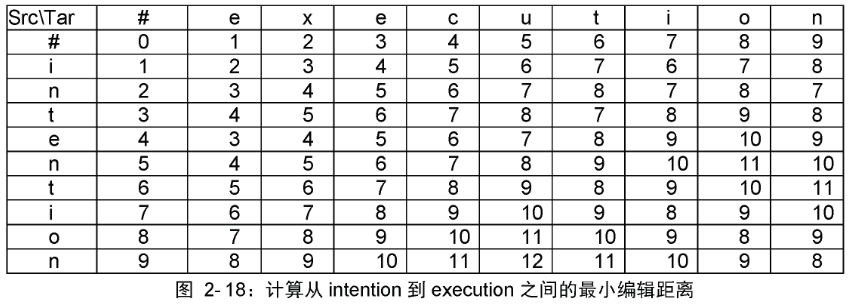 Src\Tar # e x e c u t i o n
# 0 1 2 3 4 5 6 7 8 9
i 1 2 3 4 5 6 7 6 7 8
n 2 3 4 5 6 7 8 7 8 7
t 3 4 5 6 7 8 7 8 9 8
e 4 3 4 5 6 7 8 9 10 9
n 5 4 5 6 7 8 9 10 11 10
t 6 5 6 7 8 9 8 9 10 11
i 7 6 7 8 9 10 9 8 9 10
o 8 7 8 9 10 11 10 9 8 9
n 9 8 9 10 11 12 11 10 9 8
图 2-18：计算从 intention 到 execution 之间的最小编辑距离